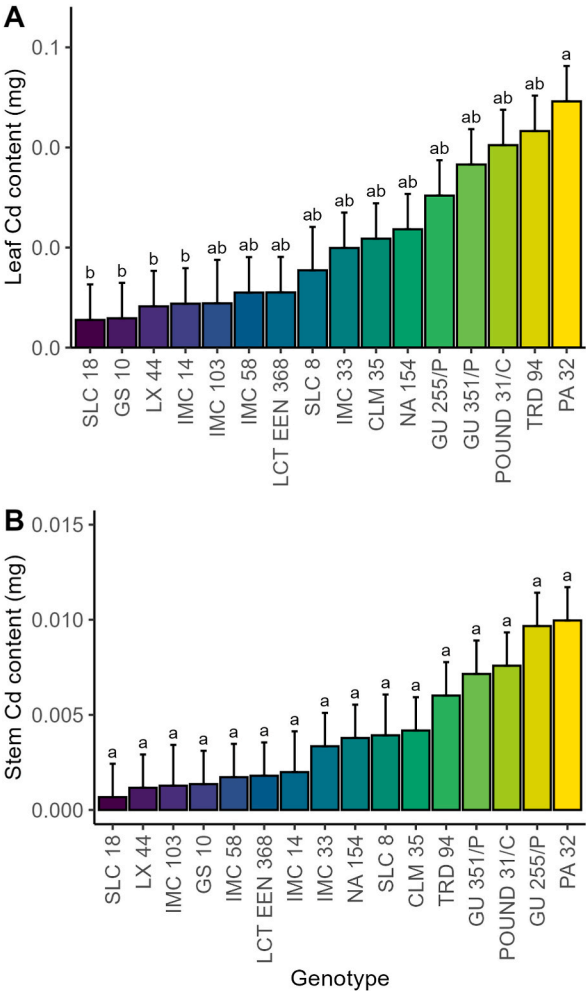 A
Leaf Cd content (mg)
0.1
0.0
0.0
0.0
b b b b ab ab ab ab ab ab ab ab ab ab ab a
SLC 18 GS 10 LX 44 IMC 14 IMC 103 IMC 58 LCT EEN 368 SLC 8 IMC 33 CLM 35 NA 154 GU 255/P GU 351/P POUND 31/C TRD 94 PA 32
B
Stem Cd content (mg)
0.015
0.010
0.005
0.000
a a a a a a a a a a a a a a a a
SLC 18 LX 44 IMC 103 GS 10 IMC 58 LCT EEN 368 IMC 14 IMC 33 NA 154 SLC 8 CLM 35 TRD 94 GU 351/P POUND 31/C GU 255/P PA 32
Genotype